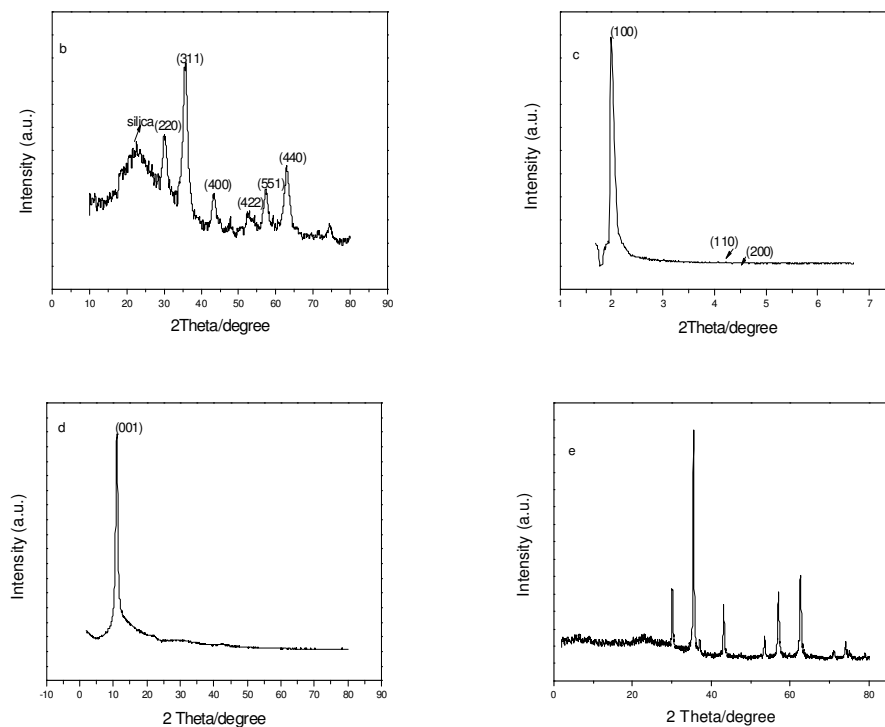 b
(311)
silica
(220)
(400)
(422)
(551)
(440)
Intensity (a.u.)
10 20 30 40 50 60 70 80 90
0
2Theta/degree
c
(100)
(110)
(200)
Intensity (a.u.)
1 2 3 4 5 6 7
2Theta/degree
d
(001)
Intensity (a.u.)
-10 0 10 20 30 40 50 60 70 80 90
2 Theta/degree
e
Intensity (a.u.)
0 20 40 60 80
2 Theta/degree